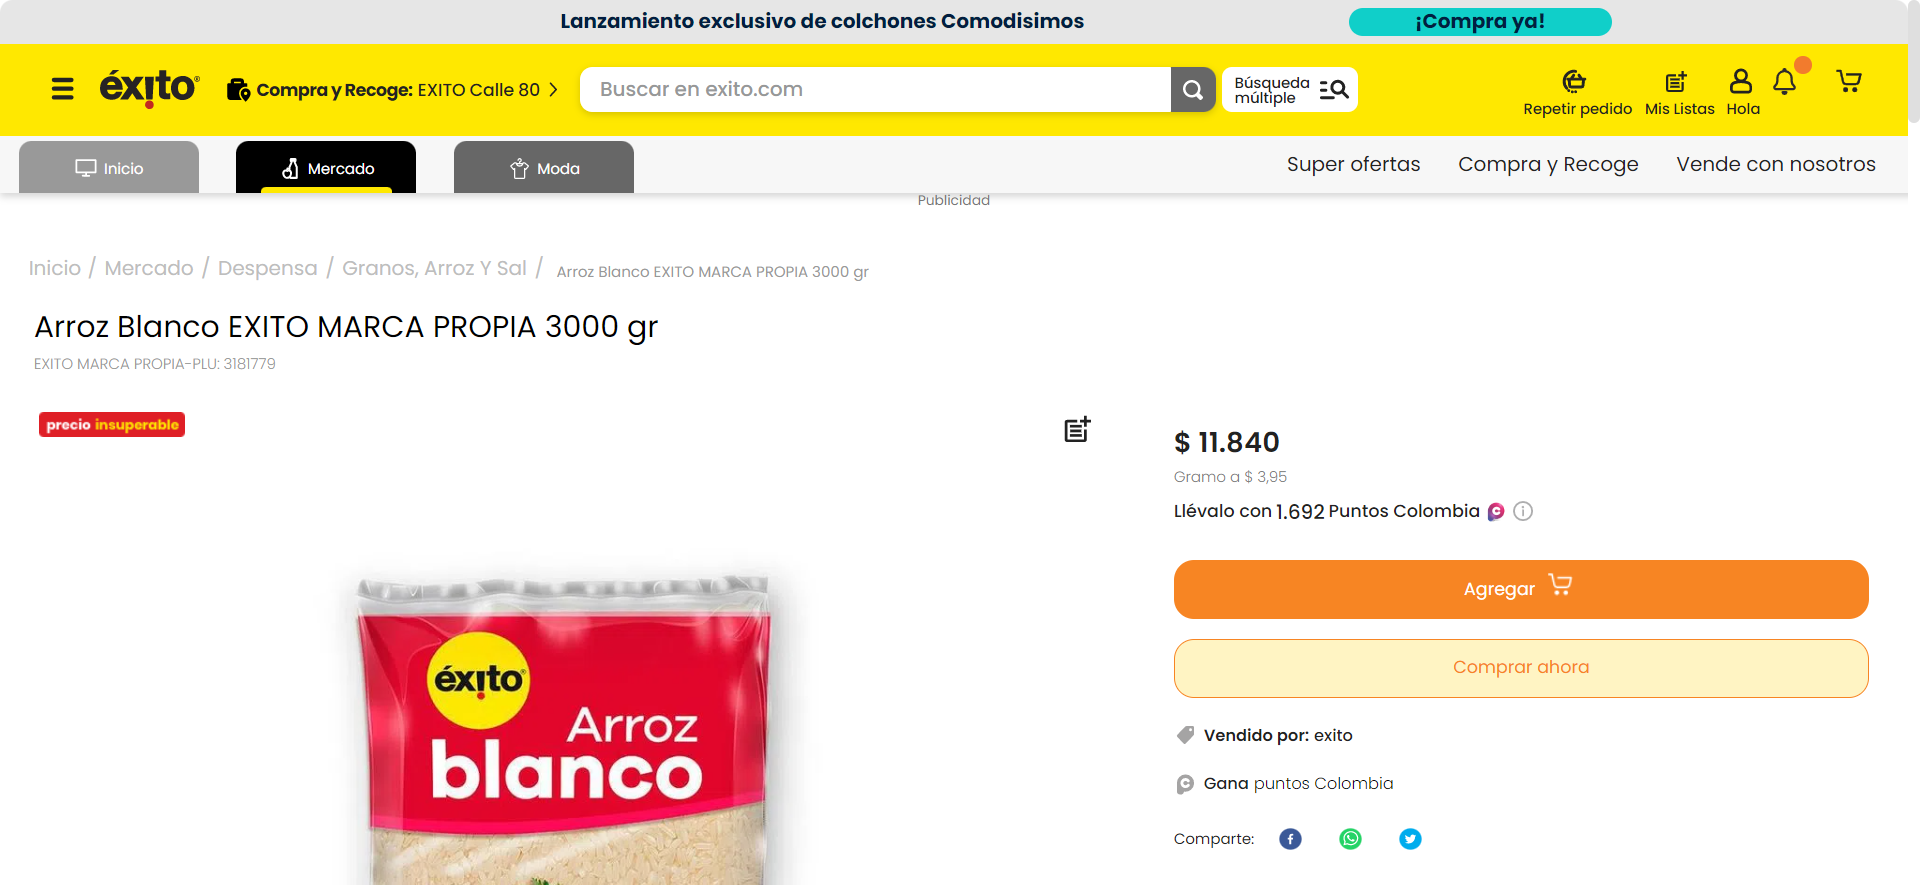 Lanzamiento exclusivo de colchones Comodisimos
¡Compra ya!
éxito
Compra y Recoge: EXITO Calle 80
Buscar en exito.com
Búsqueda
múltiple
Repetir pedido
Mis Listas
Hola
Inicio
Mercado
Moda
Super ofertas
Compra y Recoge
Vende con nosotros
Publicidad
Inicio / Mercado / Despensa / Granos, Arroz Y Sal / Arroz Blanco EXITO MARCA PROPIA 3000 gr
Arroz Blanco EXITO MARCA PROPIA 3000 gr
EXITO MARCA PROPIA-PLU: 3181779
precio insuperable
éxito
Arroz
blanco
$ 11.840
Gramo a $ 3,95
Llévalo con 1.692 Puntos Colombia
Agregar
Comprar ahora
Vendido por: exito
Gana puntos Colombia
Comparte: